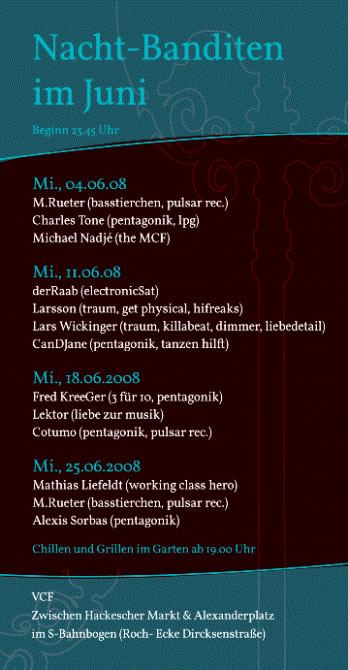 Nacht-Banditen
im Juni
Beginn 23.45 Uhr
Mi., 04.06.08
M.Rueter (basstierchen, pulsar rec.)
Charles Tone (pentagonik, lpg)
Michael Nadjé (the MCF)
Mi., 11.06.08
derRaab (electronicSat)
Larsson (traum, get physical, hifreaks)
Lars Wickinger (traum, killabeat, dimmer, liebedetail)
CanDJane (pentagonik, tanzen hilft)
Mi., 18.06.2008
Fred KreeGer (3 für 10, pentagonik)
Lektor (liebe zur musik)
Cotumo (pentagonik, pulsar rec.)
Mi., 25.06.2008
Mathias Liefeldt (working class hero)
M.Rueter (basstierchen, pulsar rec.)
Alexis Sorbas (pentagonik)
Chillen und Grillen im Garten ab 19.00 Uhr
VCF
Zwischen Hackescher Markt & Alexanderplatz
im S-Bahnbogen (Roch- Ecke Dircksenstraße)